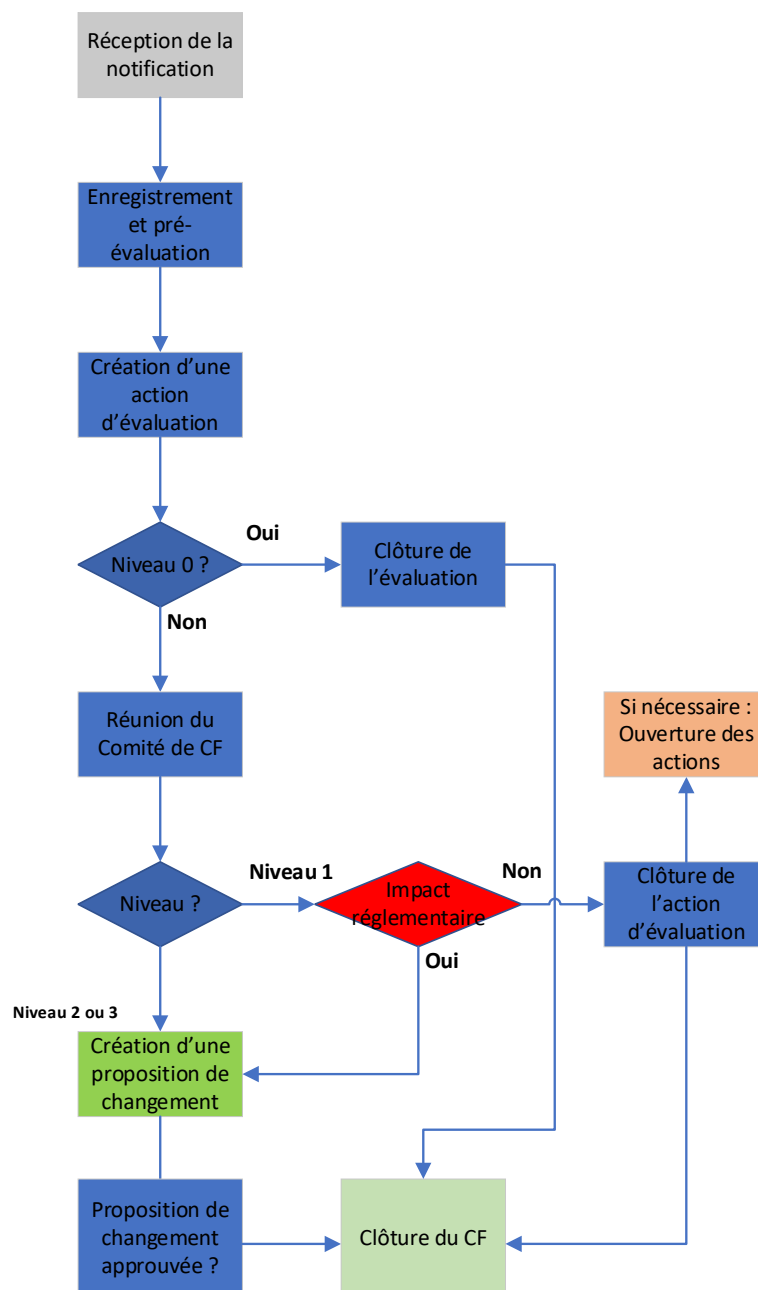 Réception de la
notification
Enregistrement
et pré-
évaluation
Création d’une
action
d’évaluation
Niveau 0 ?
Oui
Clôture de
l’évaluation
Non
Réunion du
Comité de CF
Si nécessaire :
Ouverture des
actions
Niveau ?
Niveau 1
Impact
réglementaire
Non
Clôture de
l’action
d’évaluation
Oui
Niveau 2 ou 3
Création d’une
proposition de
changement
Proposition de
changement
approuvée ?
Clôture du CF